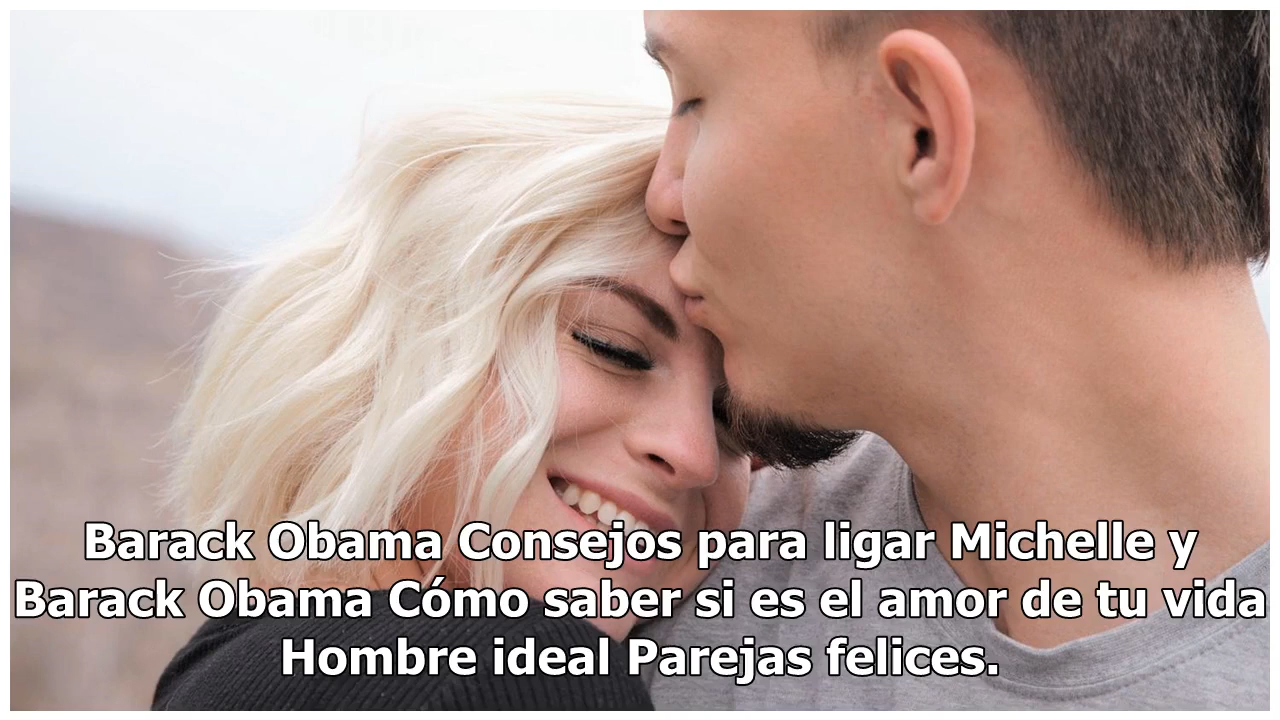 Barack Obama Consejos para ligar Michelle y
Barack Obama Cómo saber si es el amor de tu vida
Hombre ideal Parejas felices.